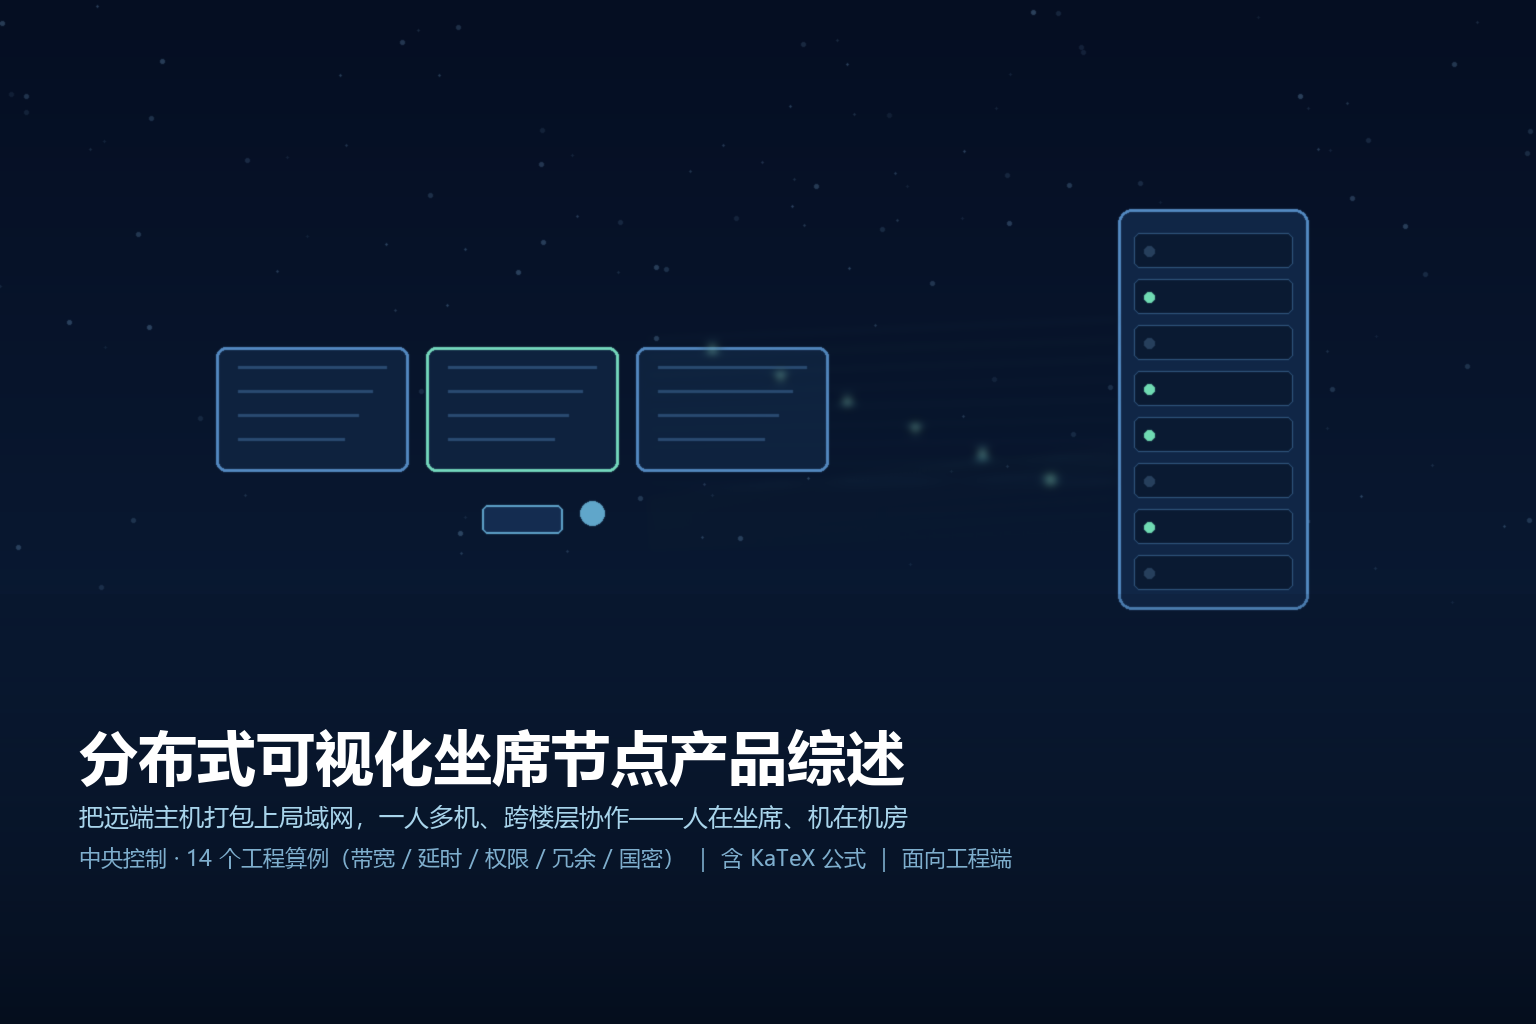 分布式可视化坐席节点产品综述
把远端主机打包上局域网，一人多机、跨楼层协作——人在坐席、机在机房
中央控制 · 14 个工程算例（带宽 / 延时 / 权限 / 冗余 / 国密） ｜ 含 KaTeX 公式 ｜ 面向工程端